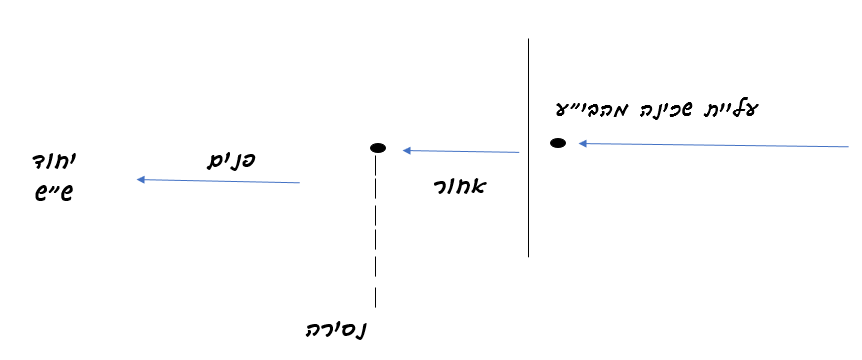 עליית שכינה מהבי"ע
אחור
פנים
יחוד
ש"ש
נסירה